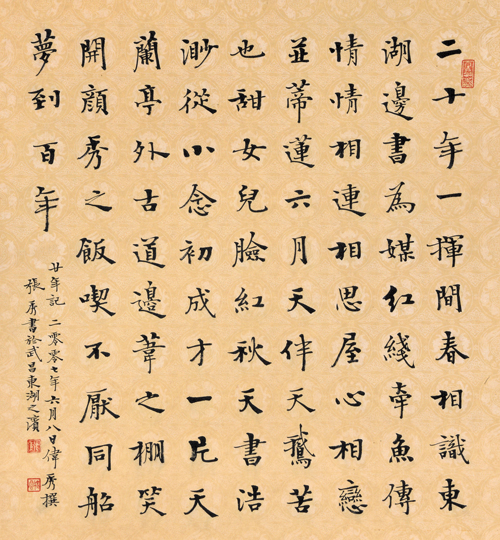 二十年一揮間春相識東
湖邊書為媒紅綫牽魚傳
情情相連相思屋心相戀
並蒂蓮六月天伴天鵝苦
也甜女兒臉紅秋天書浩
渺從小念初成才一片天
蘭亭外古道邊葦之棚笑
開顏秀之飯喫不厭同船
夢到百年
廿年記 二零零七年六月八日偉秀撰
張秀書於武昌東湖之濱